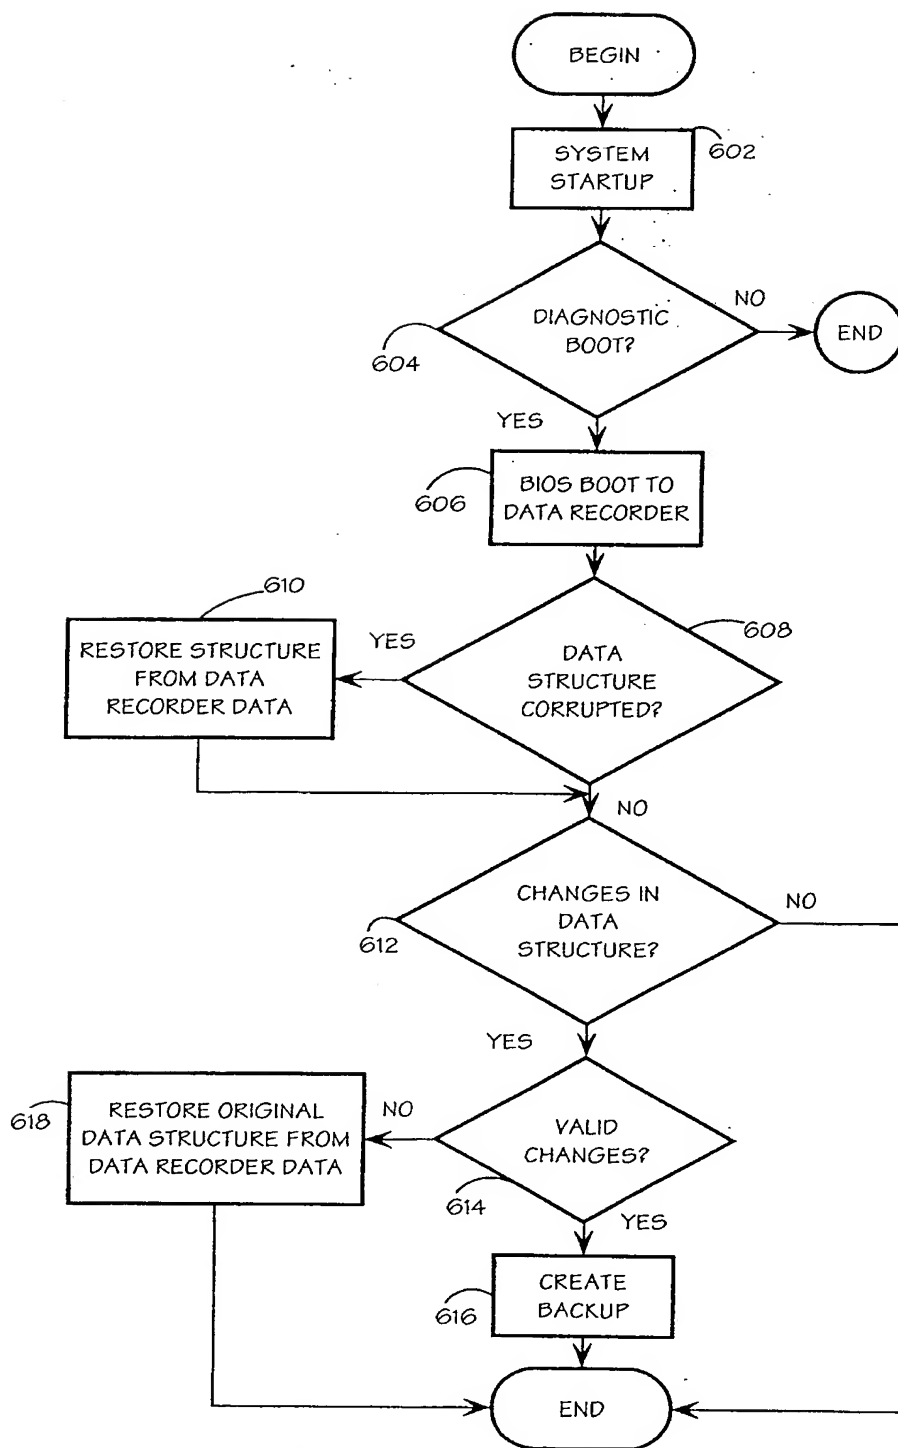 BEGIN
SYSTEM
STARTUP
602
DIAGNOSTIC
BOOT?
604
NO
END
YES
BIOS BOOT TO
DATA RECORDER
606
610
RESTORE STRUCTURE
FROM DATA
RECORDER DATA
YES
608
DATA
STRUCTURE
CORRUPTED?
NO
CHANGES IN
DATA
STRUCTURE?
612
NO
YES
618
RESTORE ORIGINAL
DATA STRUCTURE FROM
DATA RECORDER DATA
NO
VALID
CHANGES?
614
YES
CREATE
BACKUP
616
END